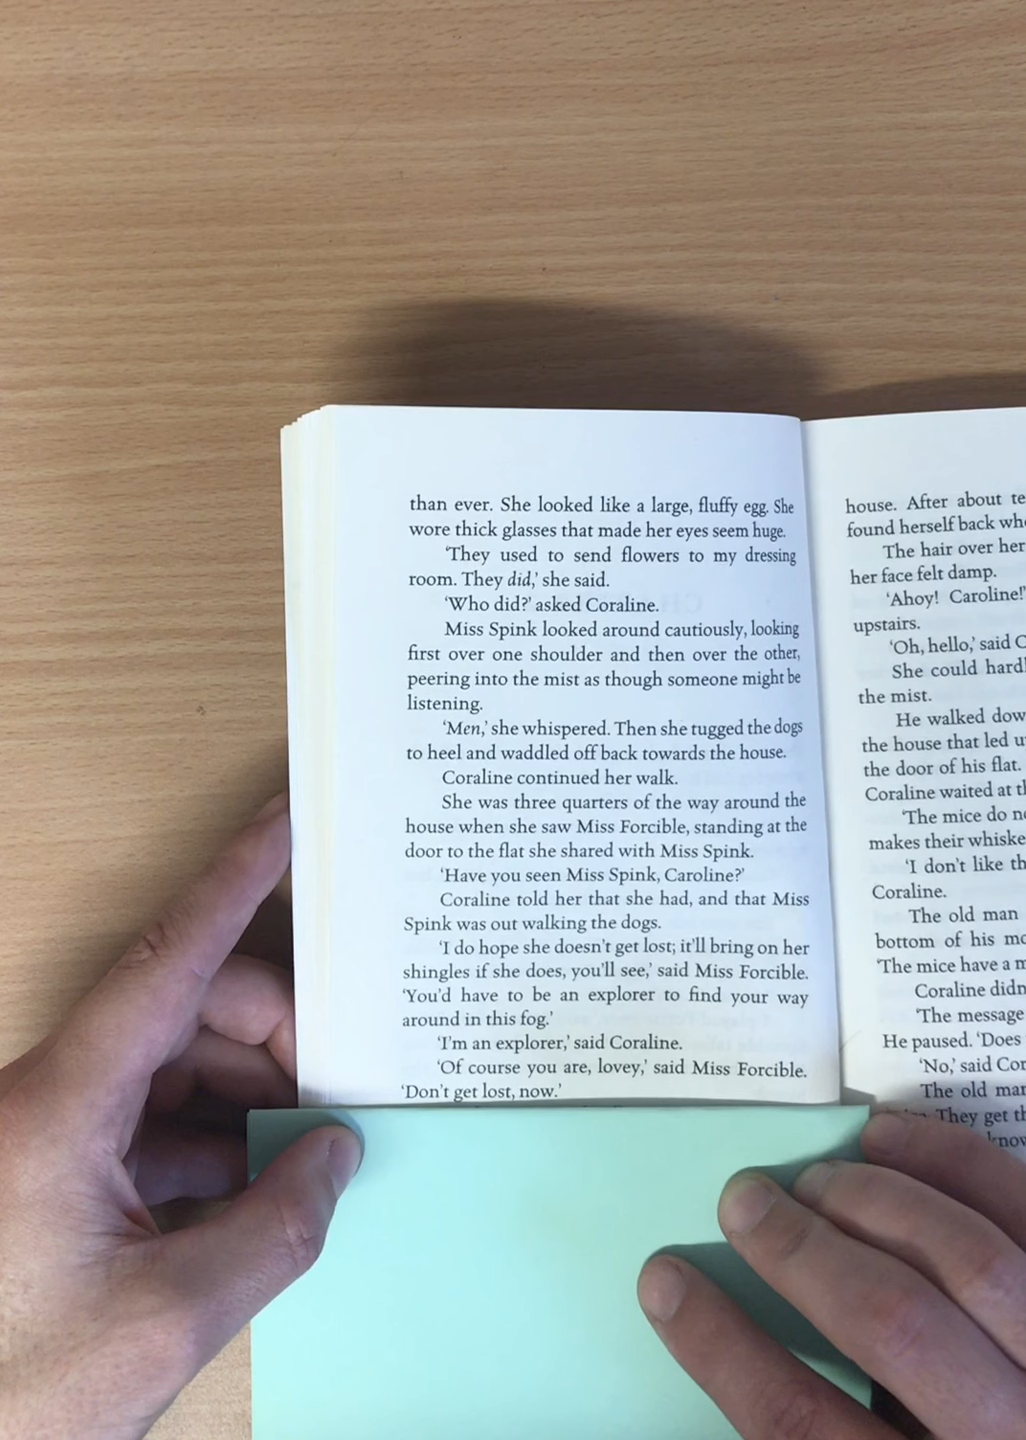 than ever. She looked like a large, fluffy egg. She
wore thick glasses that made her eyes seem huge.
‘They used to send flowers to my dressing
room. They did,’ she said.
‘Who did?’ asked Coraline.
Miss Spink looked around cautiously, looking
first over one shoulder and then over the other,
peering into the mist as though someone might be
listening.
‘Men,’ she whispered. Then she tugged the dogs
to heel and waddled off back towards the house.
Coraline continued her walk.
She was three quarters of the way around the
house when she saw Miss Forcible, standing at the
door to the flat she shared with Miss Spink.
‘Have you seen Miss Spink, Caroline?’
Coraline told her that she had, and that Miss
Spink was out walking the dogs.
‘I do hope she doesn’t get lost; it’ll bring on her
shingles if she does, you’ll see,’ said Miss Forcible.
‘You’d have to be an explorer to find your way
around in this fog.’
‘I’m an explorer,’ said Coraline.
‘Of course you are, lovey,’ said Miss Forcible.
‘Don’t get lost, now.’
house. After about
found herself back
The hair over her
her face felt damp.
‘Ahoy! Caroline!’
upstairs.
‘Oh, hello,’ said
She could
the mist.
He walked
the house that led
the door of his flat.
Coraline waited at
‘The mice do
makes their
‘I don’t like
Coraline.
The old man
bottom of his
‘The mice have a
Coraline
‘The message
He paused. ‘Does
‘No,’ said
The old
They get